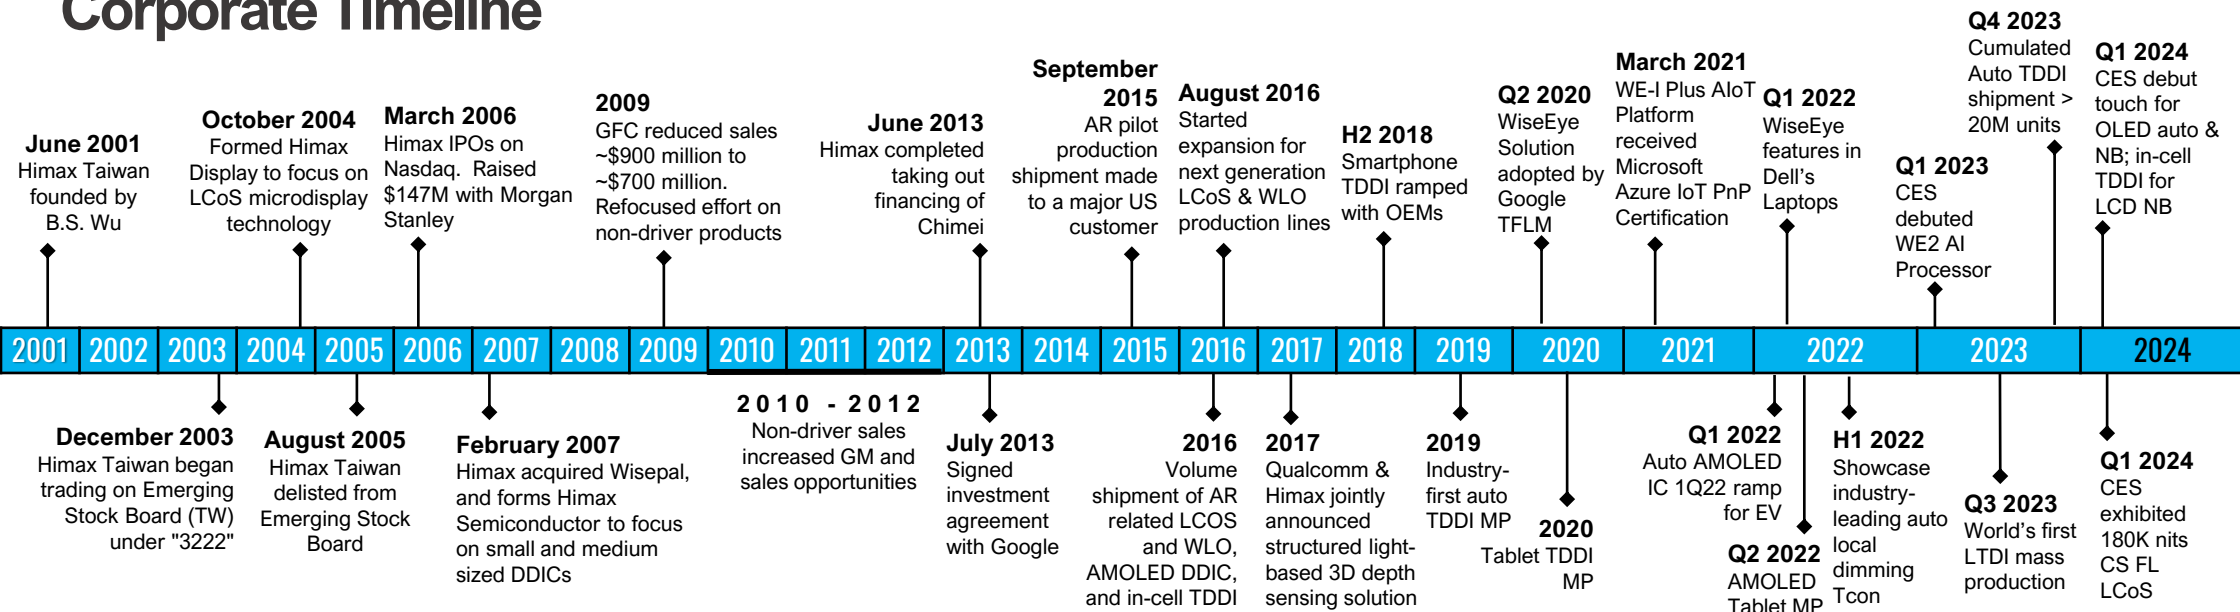 Corporate Timeline
June 2001
Himax Taiwan
founded by
B.S. Wu
October 2004
Formed Himax
Display to focus on
LCoS microdisplay
technology
March 2006
Himax IPOs on
Nasdaq. Raised
$147M with Morgan
Stanley
2009
GFC reduced sales
~$900 million to
~$700 million.
Refocused effort on
non-driver products
June 2013
Himax completed
taking out
financing of
Chimei
September
2015
AR pilot
production
shipment made
to a major US
customer
August 2016
Started
expansion for
next generation
LCoS & WLO
production lines
H2 2018
Smartphone
TDDI ramped
with OEMs
Q2 2020
WiseEye
Solution
adopted by
Google
TFLM
March 2021
WE-I Plus AIoT
Platform
received
Microsoft
Azure IoT PnP
Certification
Q1 2022
WiseEye
features in
Dell's
Laptops
Q1 2023
CES
debuted
WE2 AI
Processor
Q4 2023
Cumulated
Auto TDDI
shipment >
20M units
Q1 2024
CES debut
touch for
OLED auto &
NB; in-cell
TDDI for
LCD NB
2001 2002 2003 2004 2005 2006 2007 2008 2009 2010 2011 2012 2013 2014 2015 2016 2017 2018 2019 2020 2021 2022 2023 2024
December 2003
Himax Taiwan began
trading on Emerging
Stock Board (TW)
under "3222"
August 2005
Himax Taiwan
delisted from
Emerging Stock
Board
February 2007
Himax acquired Wisepal,
and forms Himax
Semiconductor to focus
on small and medium
sized DDICs
2010 - 2012
Non-driver sales
increased GM and
sales opportunities
July 2013
Signed
investment
agreement
with Google
2016
Volume
shipment of AR
related LCOS
and WLO,
AMOLED DDIC,
and in-cell TDDI
2017
Qualcomm &
Himax jointly
announced
structured light-
based 3D depth
sensing solution
2019
Industry-
first auto
TDDI MP
2020
Tablet TDDI
MP
Q1 2022
Auto AMOLED
IC 1Q22 ramp
for EV
Q2 2022
AMOLED
Tablet MP
H1 2022
Showcase
industry-
leading auto
local
dimming
Tcon
Q3 2023
World's first
LTDI mass
production
Q1 2024
CES
exhibited
180K nits
CS FL
LCoS